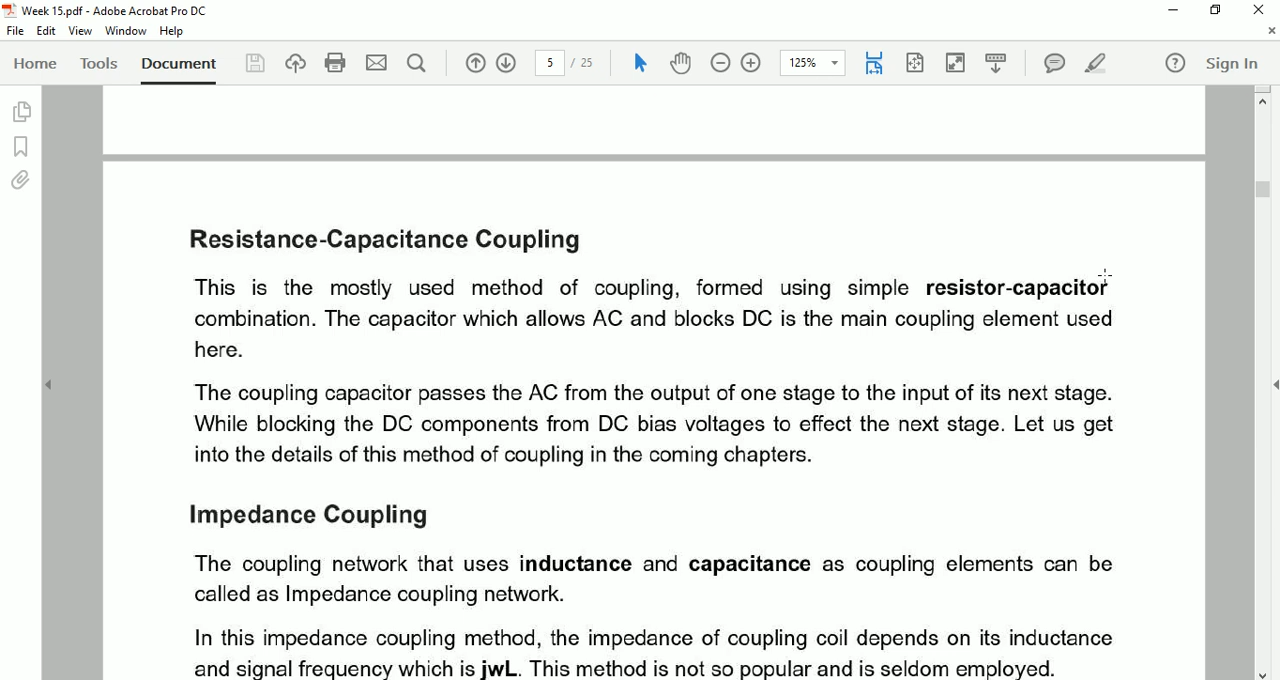 Week 15.pdf - Adobe Acrobat Pro DC
File Edit View Window Help
Home Tools Document 5 / 25 125% Sign In
Resistance-Capacitance Coupling
This is the mostly used method of coupling, formed using simple resistor-capacitor
combination. The capacitor which allows AC and blocks DC is the main coupling element used
here.
The coupling capacitor passes the AC from the output of one stage to the input of its next stage.
While blocking the DC components from DC bias voltages to effect the next stage. Let us get
into the details of this method of coupling in the coming chapters.
Impedance Coupling
The coupling network that uses inductance and capacitance as coupling elements can be
called as Impedance coupling network.
In this impedance coupling method, the impedance of coupling coil depends on its inductance
and signal frequency which is jwL. This method is not so popular and is seldom employed.